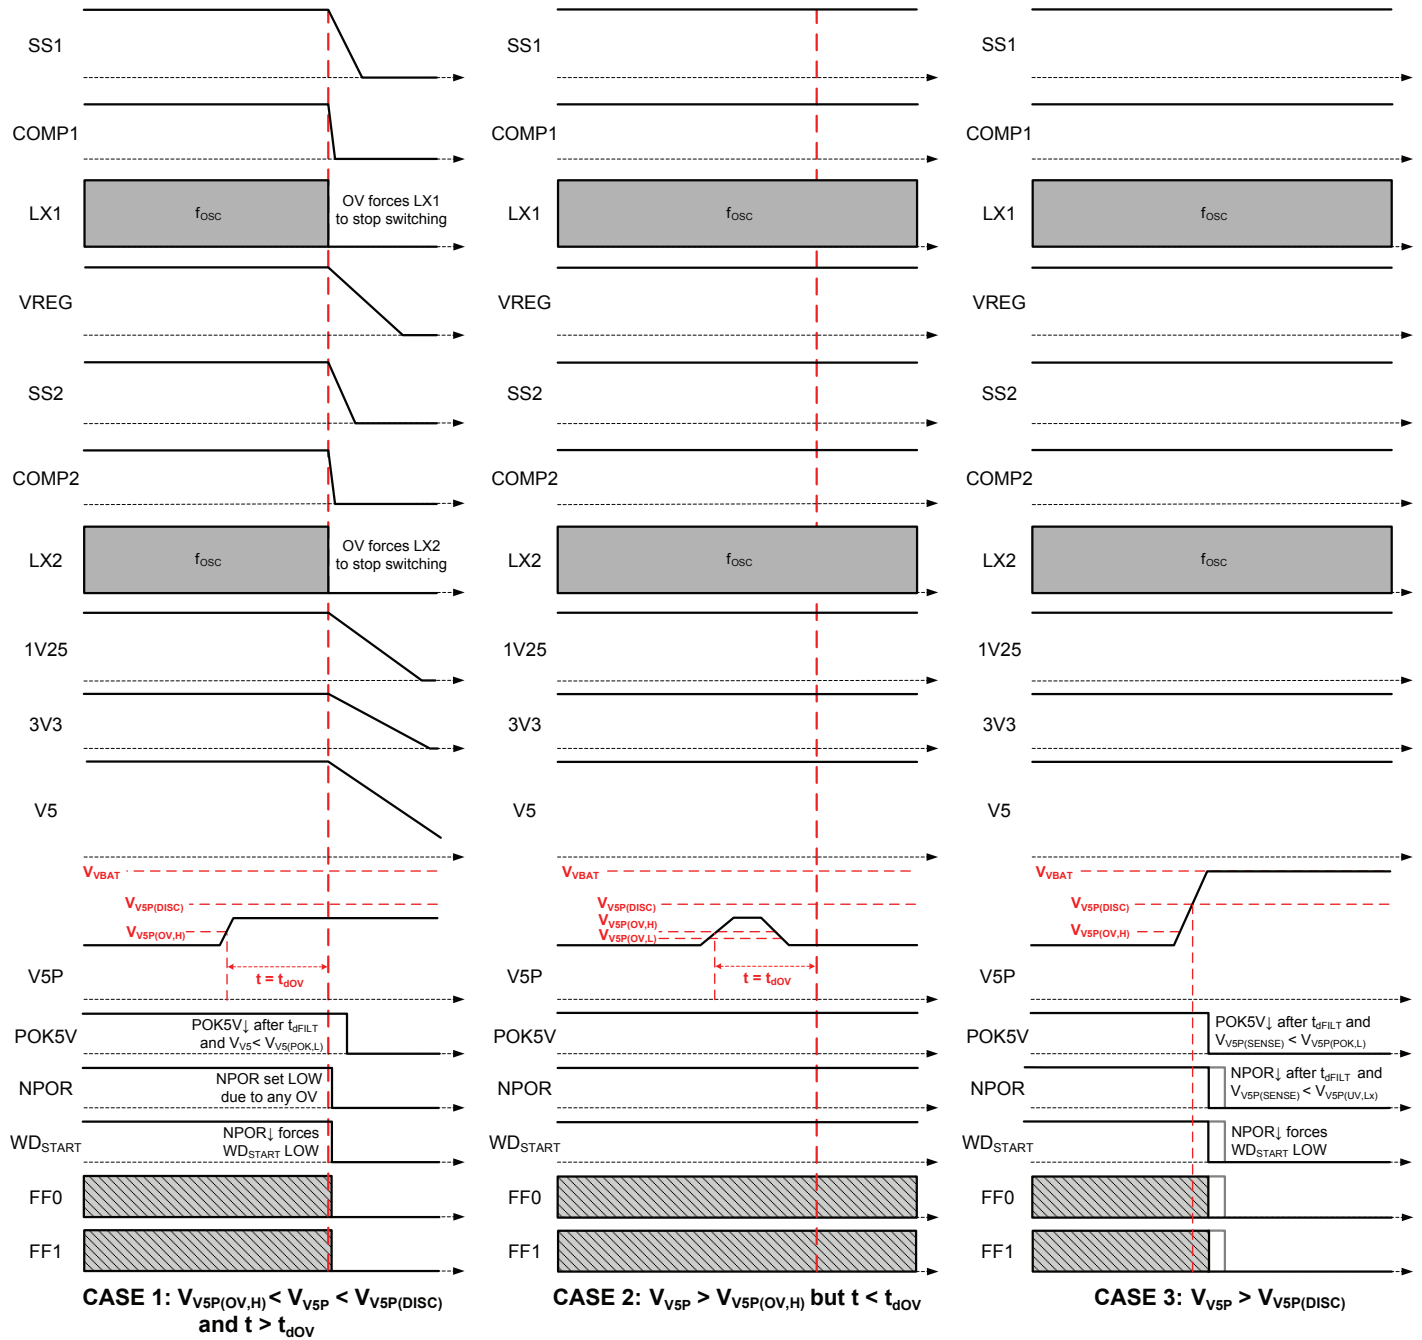 SS1
COMP1
LX1
fOSC
OV forces LX1
to stop switching
VREG
SS2
COMP2
LX2
fOSC
OV forces LX2
to stop switching
1V25
3V3
V5
VVBAT
VV5P(DISC)
VV5P(OV,H)
V5P
t = tdOV
POK5V
POK5V↓ after tdFILT
and VV5< VV5(POK,L)
NPOR
NPOR set LOW
due to any OV
WDSTART
NPOR↓ forces
WDSTART LOW
FF0
FF1
CASE 1: VV5P(OV,H) < VV5P < VV5P(DISC)
and t > tdOV
SS1
COMP1
LX1
fOSC
VREG
SS2
COMP2
LX2
fOSC
1V25
3V3
V5
VVBAT
VV5P(DISC)
VV5P(OV,H)
VV5P(OV,L)
V5P
t = tdOV
POK5V
NPOR
WDSTART
FF0
FF1
CASE 2: VV5P > VV5P(OV,H) but t < tdOV
SS1
COMP1
LX1
fOSC
VREG
SS2
COMP2
LX2
fOSC
1V25
3V3
V5
VVBAT
VV5P(DISC)
VV5P(OV,H)
V5P
POK5V
POK5V↓ after tdFILT and
VV5P(SENSE) < VV5P(POK,L)
NPOR
NPOR↓ after tdFILT and
VV5P(SENSE) < VV5P(UV,Lx)
WDSTART
NPOR↓ forces
WDSTART LOW
FF0
FF1
CASE 3: VV5P > VV5P(DISC)